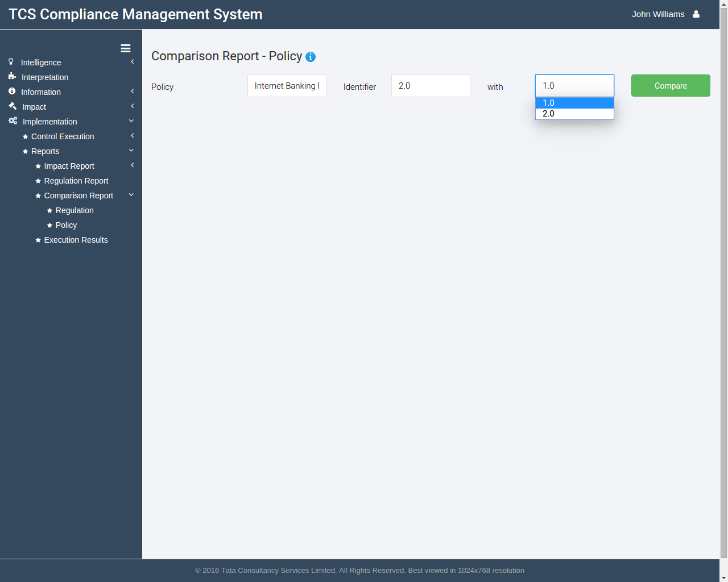 TCS Compliance Management System
John Williams
Intelligence
Interpretation
Information
Impact
Implementation
Control Execution
Reports
Impact Report
Regulation Report
Comparison Report
Regulation
Policy
Execution Results
Comparison Report - Policy
Policy
Internet Banking
Identifier
2.0
with
1.0
Compare
1.0
2.0
© 2016 Tata Consultancy Services Limited. All Rights Reserved. Best viewed in 1024x768 resolution